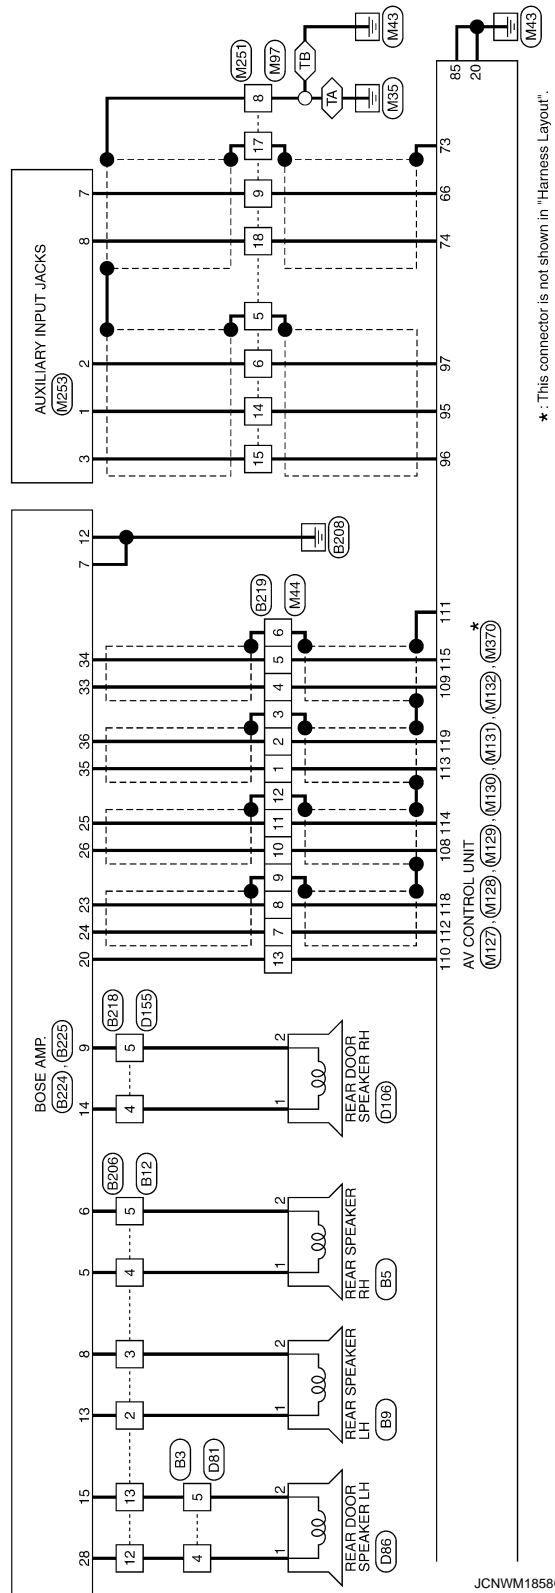 BOSE AMP.
B224 , B225
28 15 13 8 5 6 14 9 20 24 23 26 25 35 36 33 34 7 12
AUXILIARY INPUT JACKS
M253
3 1 2 8 7
B206
B12
12 13 2 3 4 5
B218
D155
4 5
B3
D81
4 5
B219
M44
13 7 8 9 10 11 12 1 2 3 4 5 6
B208
M251
M97
15 14 6 5 18 9 17 8
TB
M43
TA
M35
1 2
REAR DOOR
SPEAKER LH
D86
1 2
REAR SPEAKER
LH
B9
1 2
REAR SPEAKER
RH
B5
1 2
REAR DOOR
SPEAKER RH
D106
110 112 118 108 114 113 119 109 115 111 96 95 97 74 66 73
AV CONTROL UNIT
M127 , M128 , M129 , M130 , M131 , M132 , M370 *
85
20
M43
* : This connector is not shown in "Harness Layout".